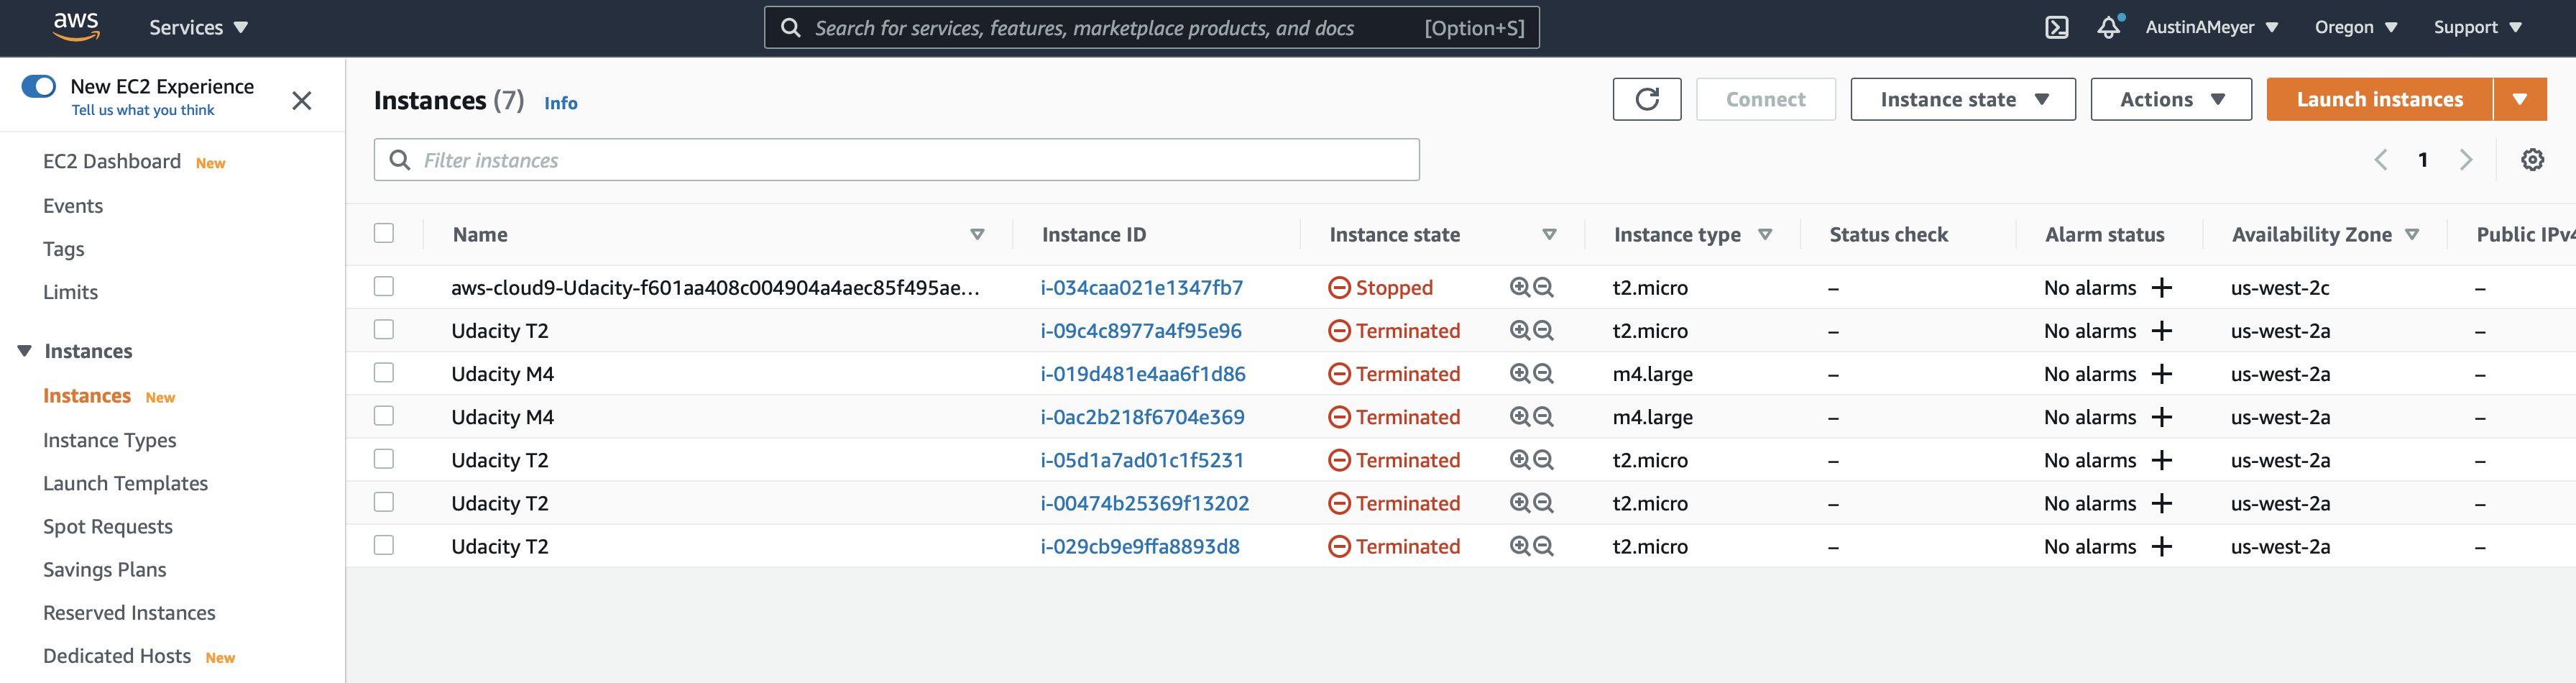 aws Services Search for services, features, marketplace products, and docs [Option+S] AustinAMeyer Oregon Support
New EC2 Experience
Tell us what you think
EC2 Dashboard New
Events
Tags
Limits
Instances
Instances New
Instance Types
Launch Templates
Spot Requests
Savings Plans
Reserved Instances
Dedicated Hosts New
Instances (7) Info Connect Instance state Actions Launch instances
Filter instances 1
Name Instance ID Instance state Instance type Status check Alarm status Availability Zone Public IPv4
aws-cloud9-Udacity-f601aa408c004904a4aec85f495ae... i-034caa021e1347fb7 Stopped t2.micro – No alarms + us-west-2c –
Udacity T2 i-09c4c8977a4f95e96 Terminated t2.micro – No alarms + us-west-2a –
Udacity M4 i-019d481e4aa6f1d86 Terminated m4.large – No alarms + us-west-2a –
Udacity M4 i-0ac2b218f6704e369 Terminated m4.large – No alarms + us-west-2a –
Udacity T2 i-05d1a7ad01c1f5231 Terminated t2.micro – No alarms + us-west-2a –
Udacity T2 i-00474b25369f13202 Terminated t2.micro – No alarms + us-west-2a –
Udacity T2 i-029cb9e9ffa8893d8 Terminated t2.micro – No alarms + us-west-2a –